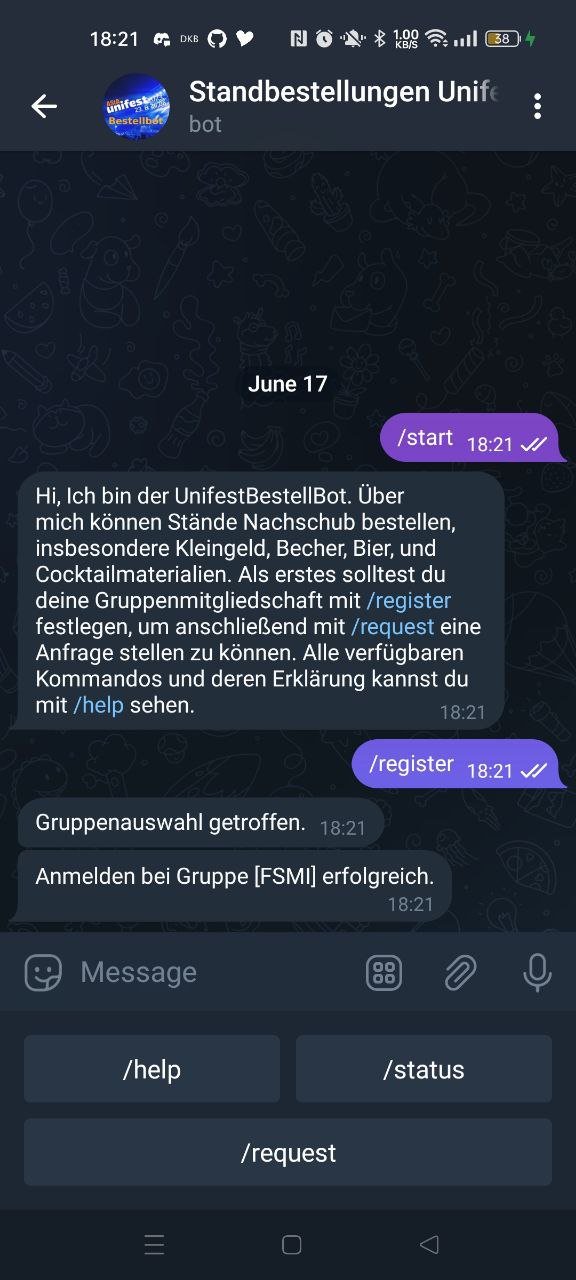 18:21 DKB 1.00 KB/S 38
Standbestellungen Unife
bot
unifest
Bestellbot
June 17
/start 18:21
Hi, Ich bin der UnifestBestellBot. Über
mich können Stände Nachschub bestellen,
insbesondere Kleingeld, Becher, Bier, und
Cocktailmaterialien. Als erstes solltest du
deine Gruppenmitgliedschaft mit /register
festlegen, um anschließend mit /request eine
Anfrage stellen zu können. Alle verfügbaren
Kommandos und deren Erklärung kannst du
mit /help sehen.
18:21
/register 18:21
Gruppenauswahl getroffen. 18:21
Anmelden bei Gruppe [FSMI] erfolgreich.
18:21
Message
/help
/status
/request